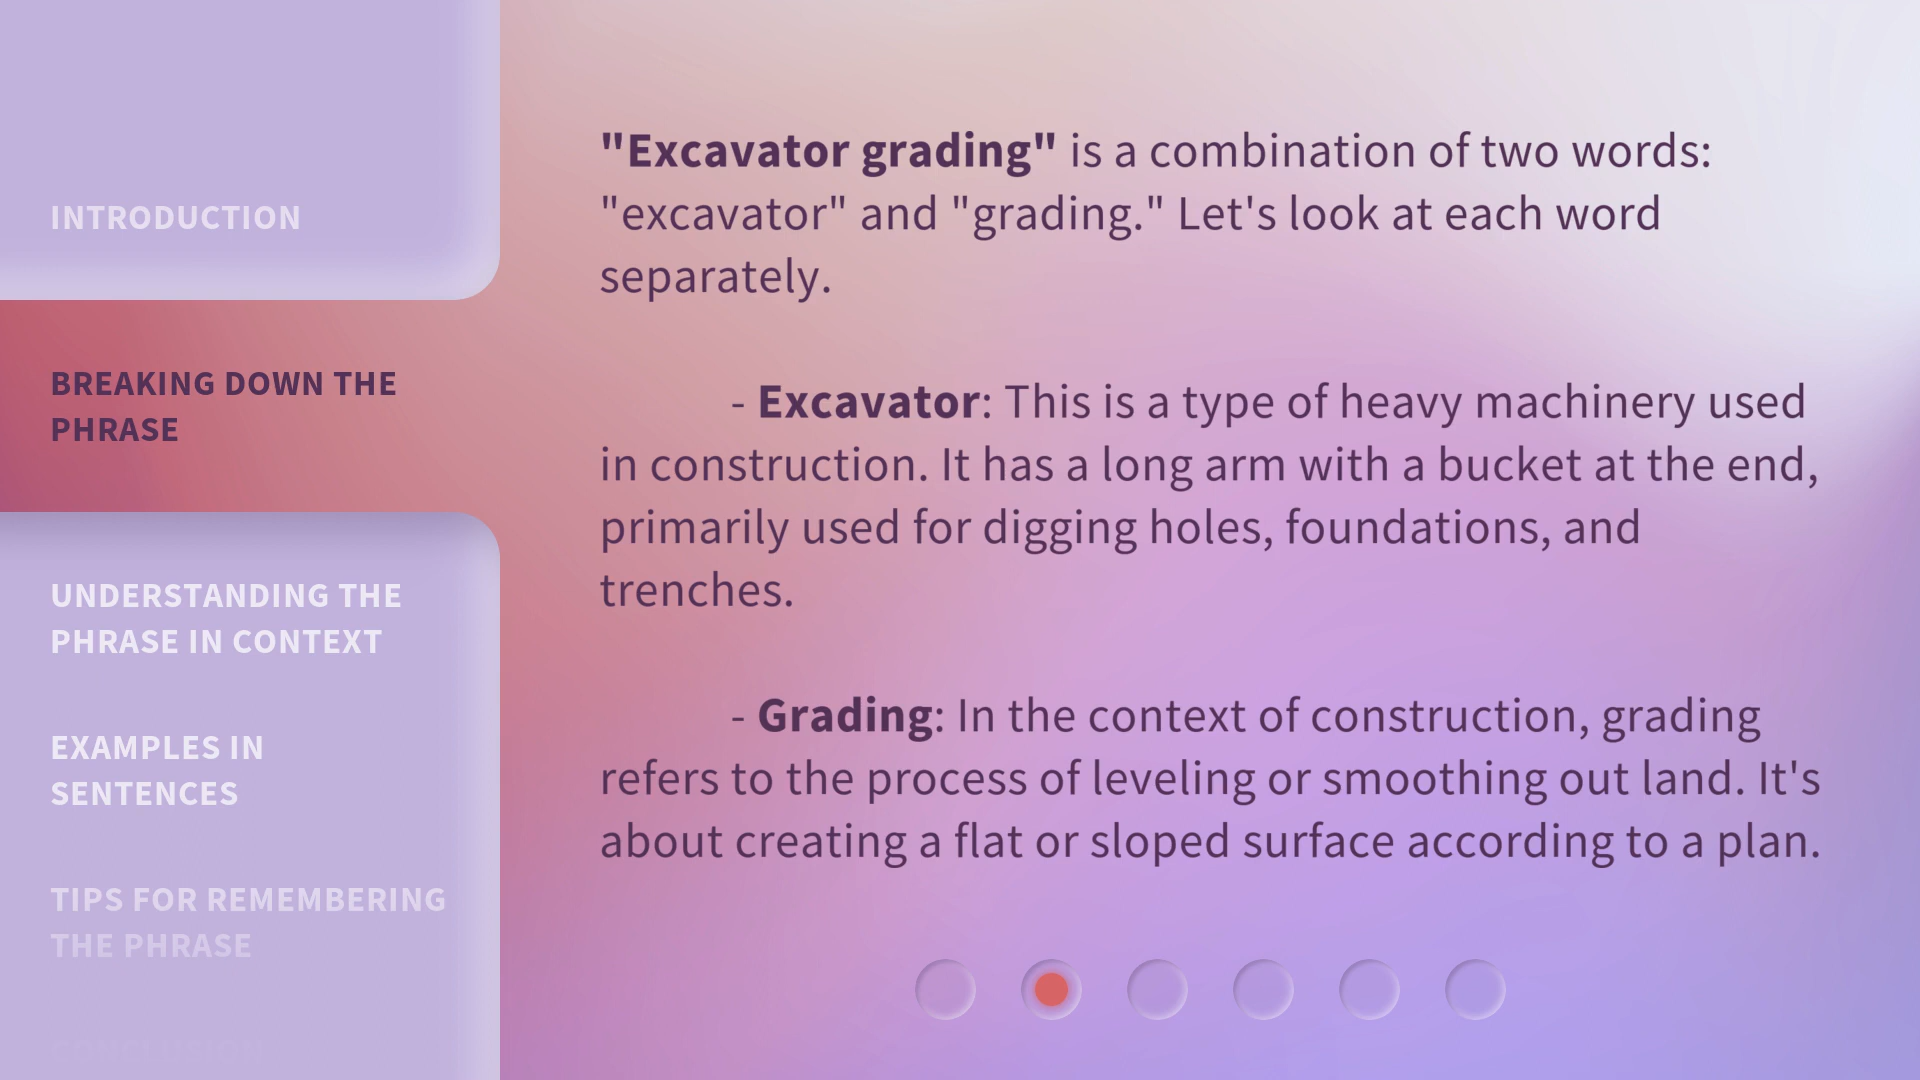 INTRODUCTION
BREAKING DOWN THE
PHRASE
UNDERSTANDING THE
PHRASE IN CONTEXT
EXAMPLES IN
SENTENCES
TIPS FOR REMEMBERING
THE PHRASE
CONCLUSION
"Excavator grading" is a combination of two words:
"excavator" and "grading." Let's look at each word
separately.
- Excavator: This is a type of heavy machinery used
in construction. It has a long arm with a bucket at the end,
primarily used for digging holes, foundations, and
trenches.
- Grading: In the context of construction, grading
refers to the process of leveling or smoothing out land. It's
about creating a flat or sloped surface according to a plan.